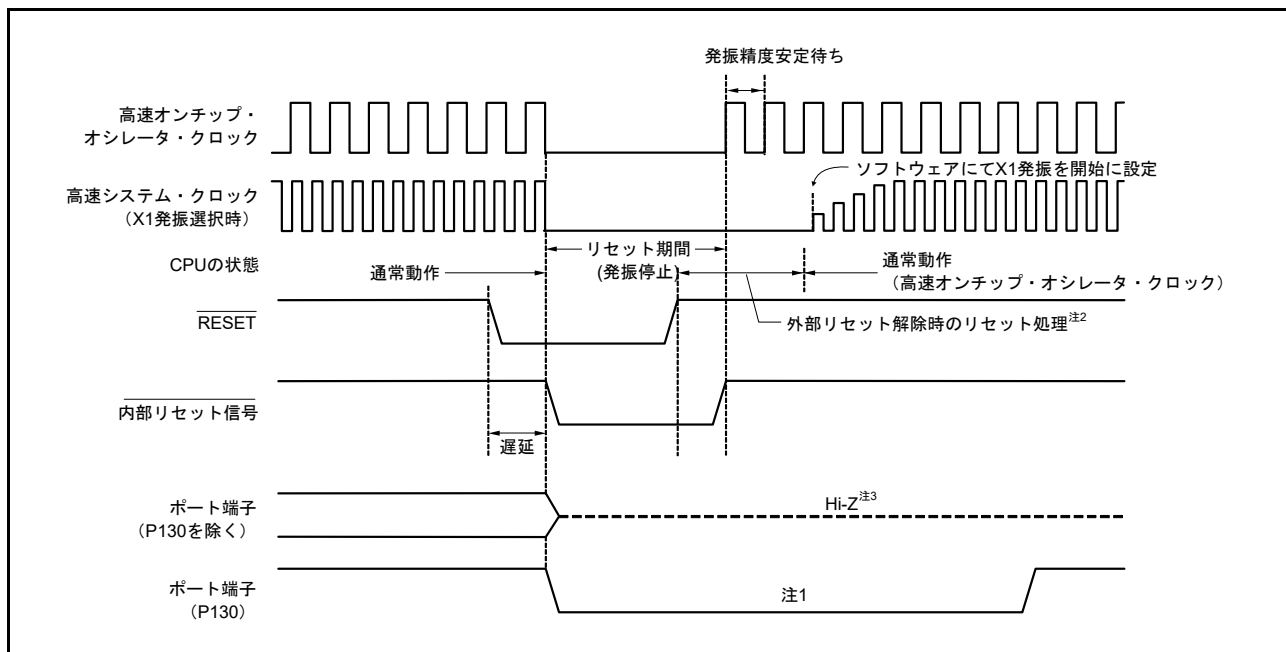 発振精度安定待ち
高速オンチップ・
オシレータ・クロック
ソフトウェアにてX1発振を開始に設定
高速システム・クロック
（X1発振選択時）
リセット期間
(発振停止)
CPUの状態
通常動作
通常動作
（高速オンチップ・オシレータ・クロック）
RESET
外部リセット解除時のリセット処理注2
内部リセット信号
遅延
ポート端子
（P130を除く）
Hi-Z注3
ポート端子
（P130）
注1